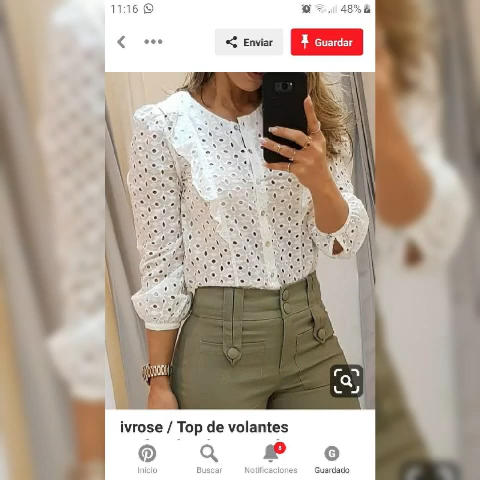 11:16 48%
Enviar Guardar
ivrose / Top de volantes
Inicio Buscar Notificaciones Guardado